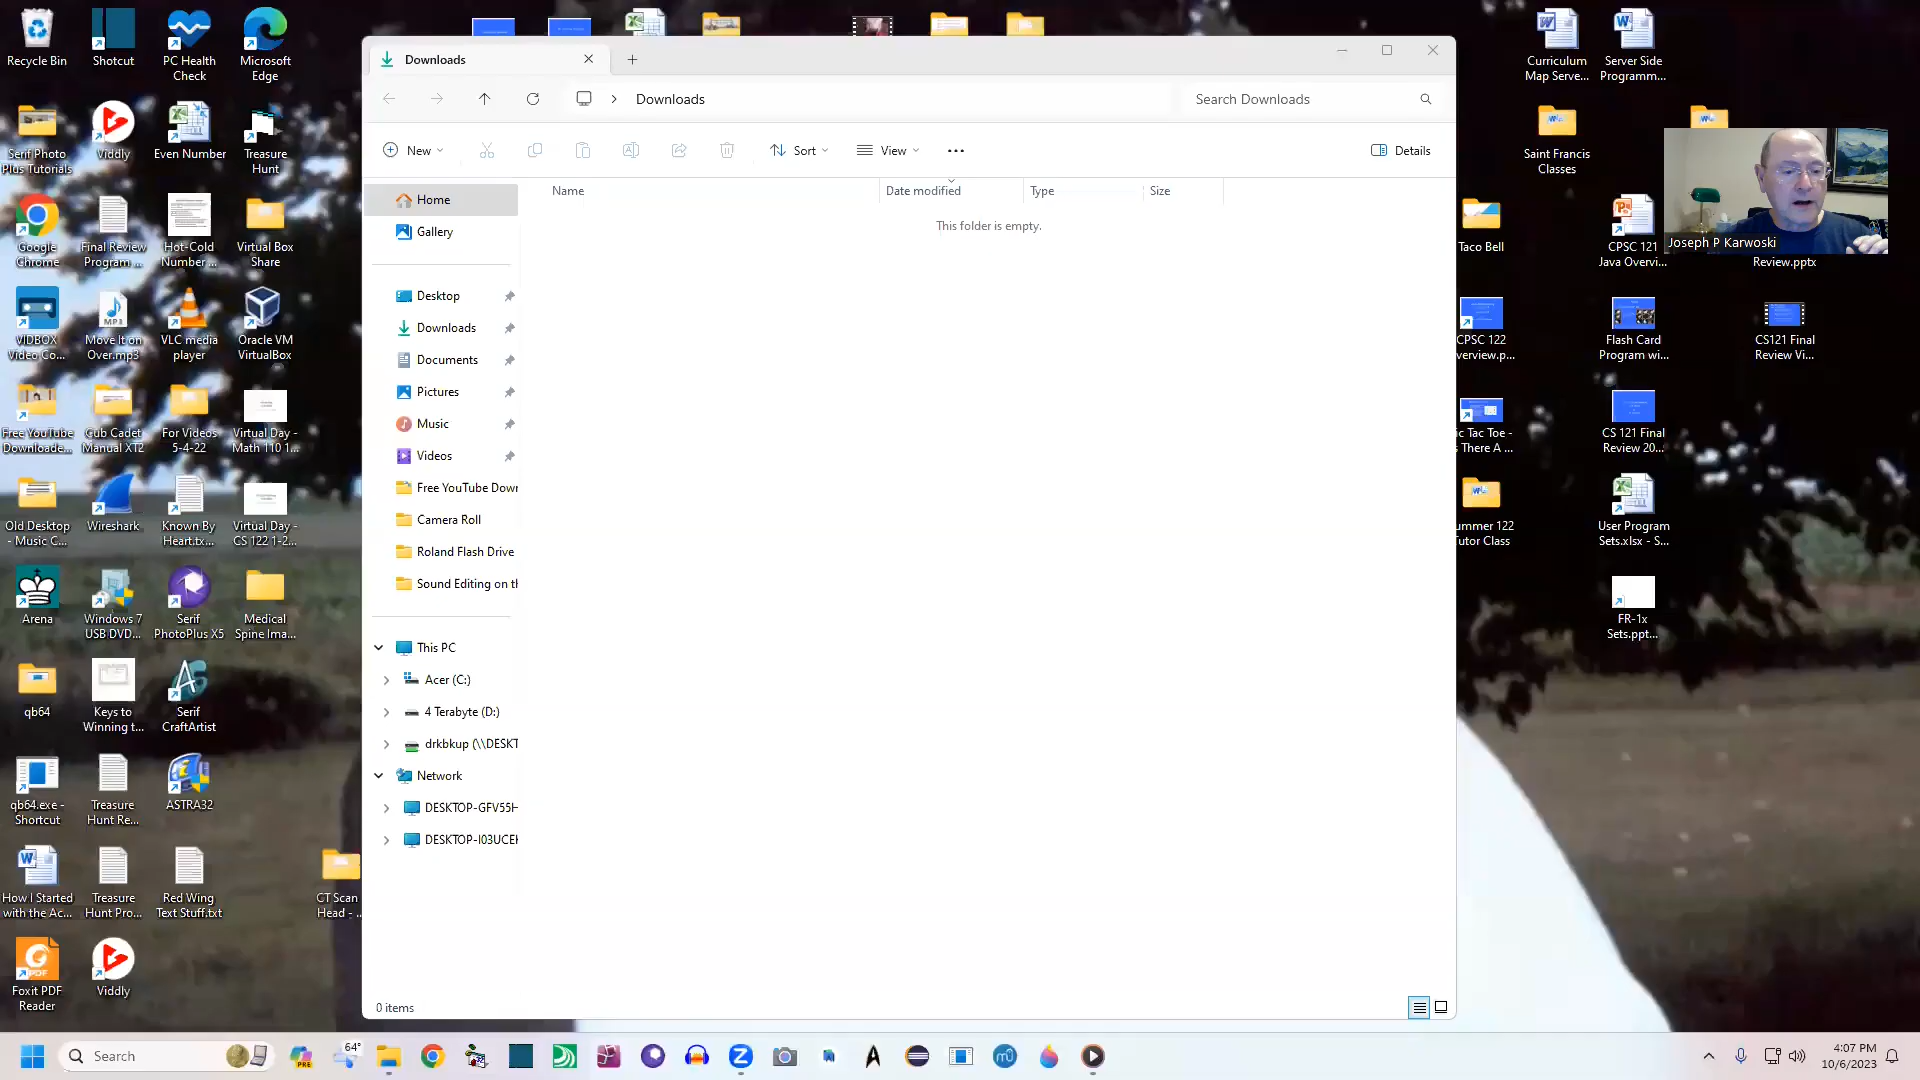 Recycle Bin
Shotcut
PC Health
Check
Microsoft
Edge
Serif Photo
Plus Tutorials
Viddly
Even Number
Treasure
Hunt
Google
Chrome
Final Review
Program ...
Hot-Cold
Number ...
Virtual Box
Share
VIDBOX
Video Co...
Move It on
Over.mp3
VLC media
player
Oracle VM
VirtualBox
Free YouTube
Downloade...
Cub Cadet
Manual XT2
For Videos
5-4-22
Virtual Day -
Math 110 1...
Old Desktop
- Music C...
Wireshark
Known By
Heart.tx...
Virtual Day -
CS 122 1-2...
Arena
Windows 7
USB DVD...
Serif
PhotoPlus X5
Medical
Spine Ima...
qb64
Keys to
Winning t...
Serif
CraftArtist
qb64.exe -
Shortcut
Treasure
Hunt Re...
ASTRA32
How I Started
with the Ac...
Treasure
Hunt Pro...
Red Wing
Text Stuff.txt
CT Scan
Head - ..
Foxit PDF
Reader
Viddly
Downloads
Downloads
Search Downloads
New
Sort
View
Details
Name
Date modified
Type
Size
This folder is empty.
Home
Gallery
Desktop
Downloads
Documents
Pictures
Music
Videos
Free YouTube Dow
Camera Roll
Roland Flash Drive
Sound Editing on t
This PC
Acer (C:)
4 Terabyte (D:)
drkbkup (\\DESKT
Network
DESKTOP-GFV55H
DESKTOP-I03UCE
0 items
Curriculum
Map Serve...
Server Side
Programm...
Saint Francis
Classes
Joseph P Karwoski
Taco Bell
CPSC 121
Java Overvi...
Review.pptx
CPSC 122
verview.p...
Flash Card
Program wi...
CS121 Final
Review Vi...
ic Tac Toe -
s There A ...
CS 121 Final
Review 20...
ummer 122
utor Class
User Program
Sets.xlsx - S...
FR-1x
Sets.ppt...
Search
PRE
64°
4:07 PM
10/6/2023